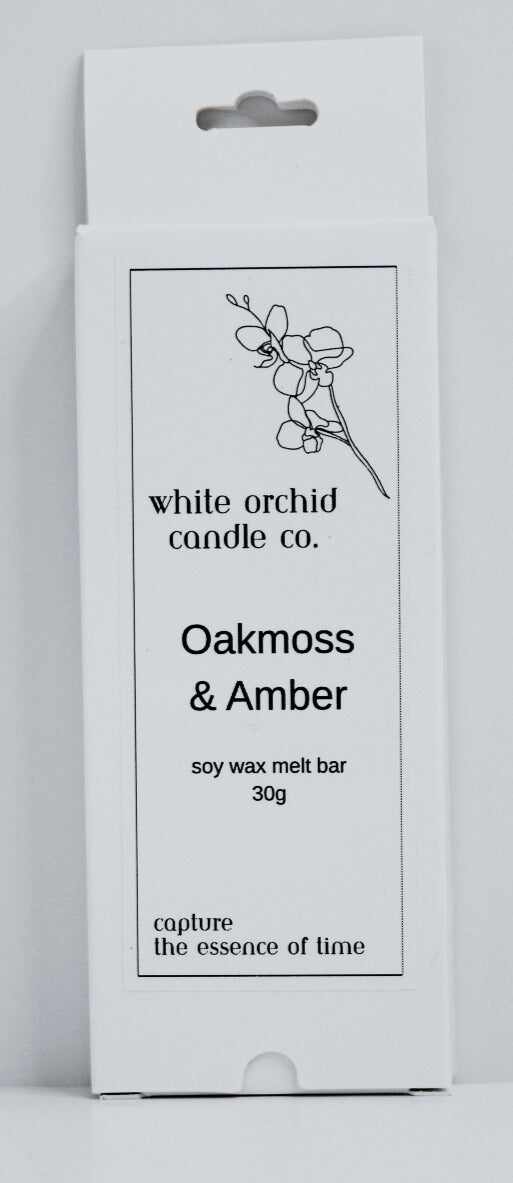 white orchid
candle co.
Oakmoss
& Amber
soy wax melt bar
30g
capture
the essence of time